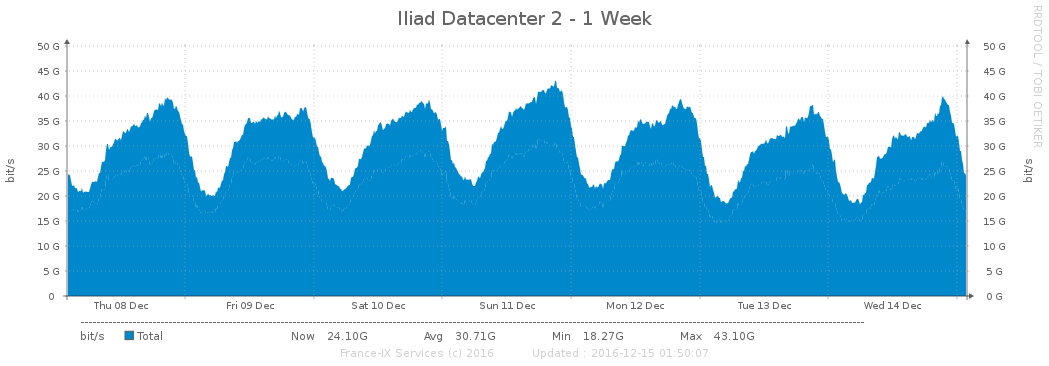 Iliad Datacenter 2 - 1 Week
RRDTOOL / TOBI OETIKER
50 G 50 G
45 G 45 G
40 G 40 G
35 G 35 G
30 G 30 G
25 G 25 G
20 G 20 G
15 G 15 G
10 G 10 G
5 G 5 G
0 0 G
bit/s bit/s
Thu 08 Dec Fri 09 Dec Sat 10 Dec Sun 11 Dec Mon 12 Dec Tue 13 Dec Wed 14 Dec
bit/s Total Now 24.10G Avg 30.71G Min 18.27G Max 43.10G
France-IX Services (c) 2016 Updated : 2016-12-15 01:50:07